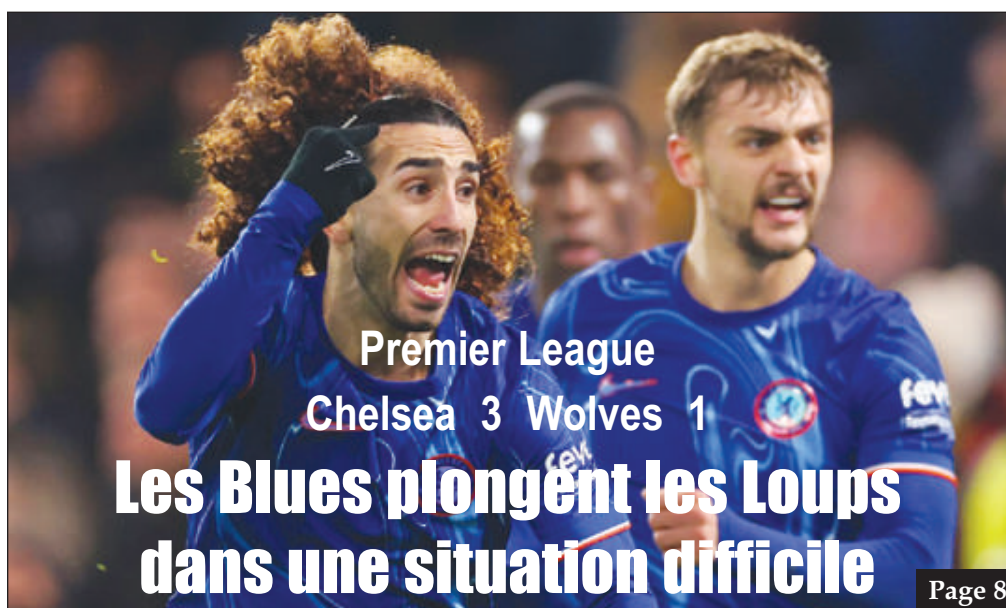 Premier League
Chelsea 3 Wolves 1
Les Blues plongent les Loups
dans une situation difficile
Page 8